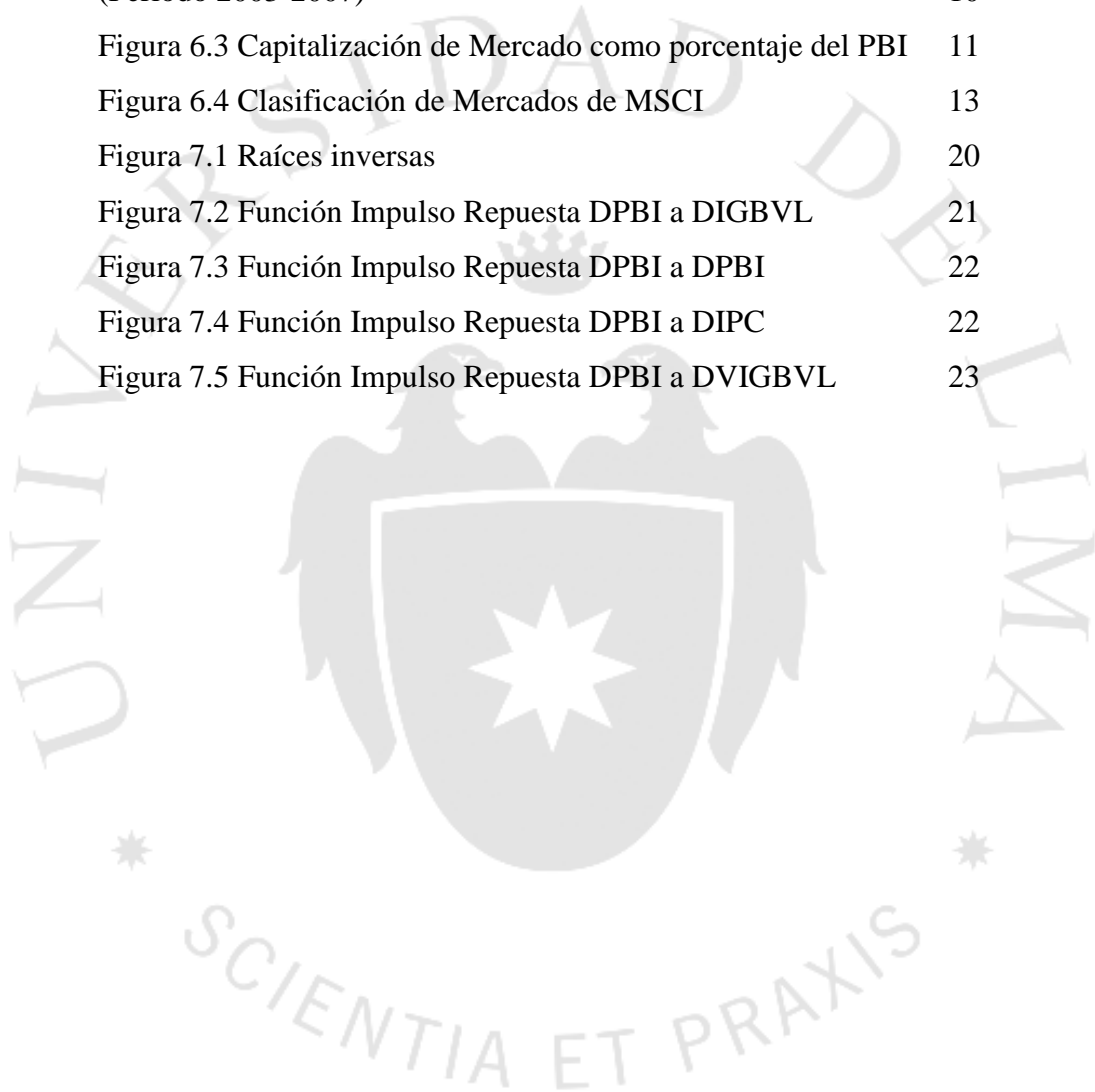 Figura 6.3 Capitalización de Mercado como porcentaje del PBI 11
Figura 6.4 Clasificación de Mercados de MSCI 13
Figura 7.1 Raíces inversas 20
Figura 7.2 Función Impulso Repuesta DPBI a DIGBVL 21
Figura 7.3 Función Impulso Repuesta DPBI a DPBI 22
Figura 7.4 Función Impulso Repuesta DPBI a DIPC 22
Figura 7.5 Función Impulso Repuesta DPBI a DVIGBVL 23
UNIVERSIDAD DE LIMA
SCIENTIA ET PRAXIS